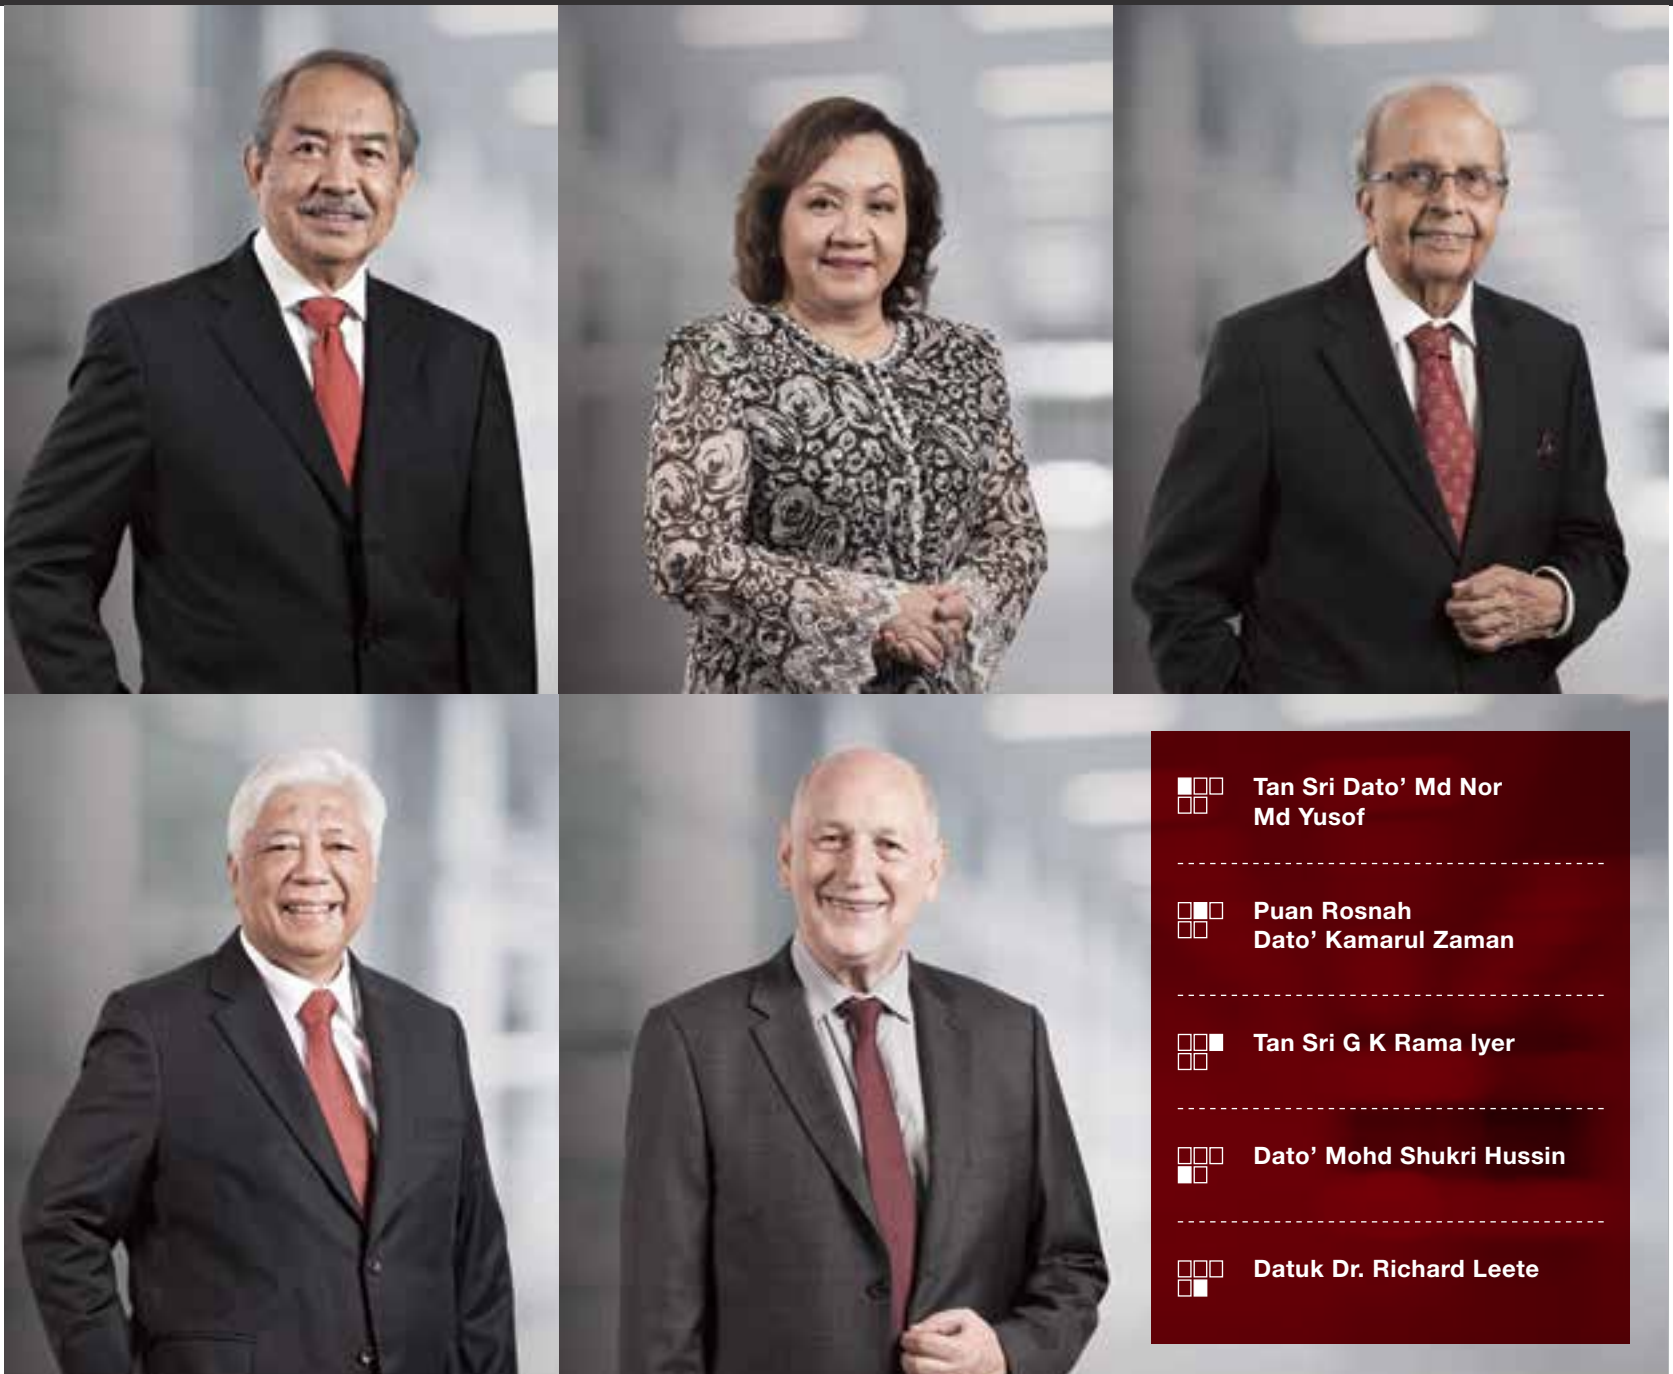 Tan Sri Dato’ Md Nor
Md Yusof
Puan Rosnah
Dato’ Kamarul Zaman
Tan Sri G K Rama Iyer
Dato’ Mohd Shukri Hussin
Datuk Dr. Richard Leete